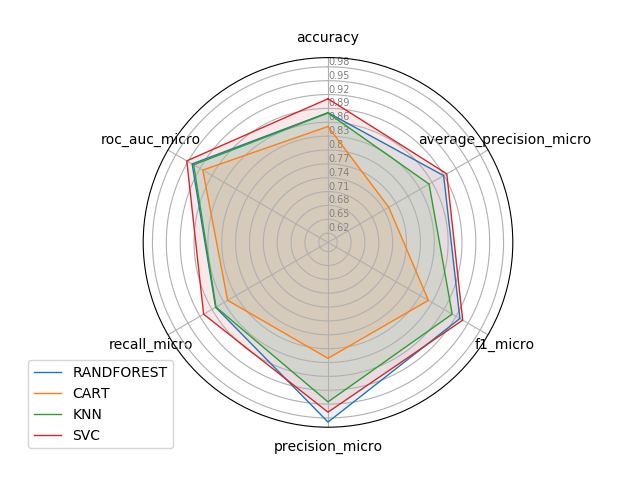 accuracy
0.98
0.95
0.92
0.89
0.86
0.83
0.8
0.77
0.74
0.71
0.68
0.65
0.62
roc_auc_micro
average_precision_micro
recall_micro
f1_micro
precision_micro
RANDFOREST
CART
KNN
SVC